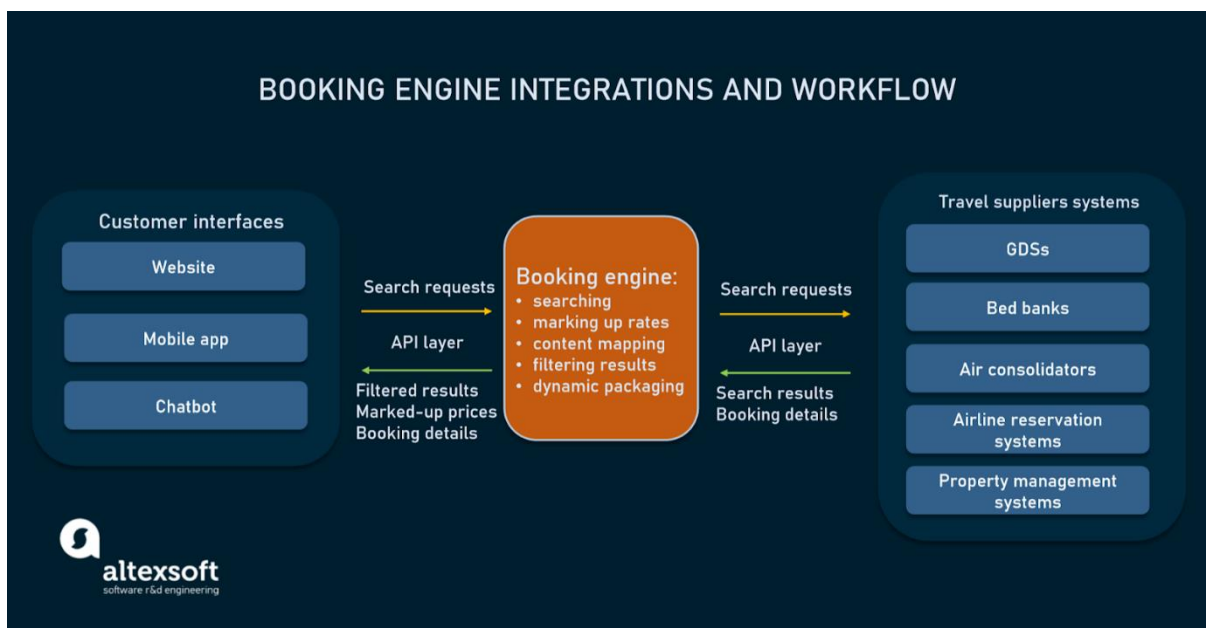 BOOKING ENGINE INTEGRATIONS AND WORKFLOW
Customer interfaces
Website
Mobile app
Chatbot
Search requests
API layer
Filtered results
Marked-up prices
Booking details
Booking engine:
• searching
• marking up rates
• content mapping
• filtering results
• dynamic packaging
Search requests
API layer
Search results
Booking details
Travel suppliers systems
GDSs
Bed banks
Air consolidators
Airline reservation
systems
Property management
systems
altexsoft
software r&d engineering